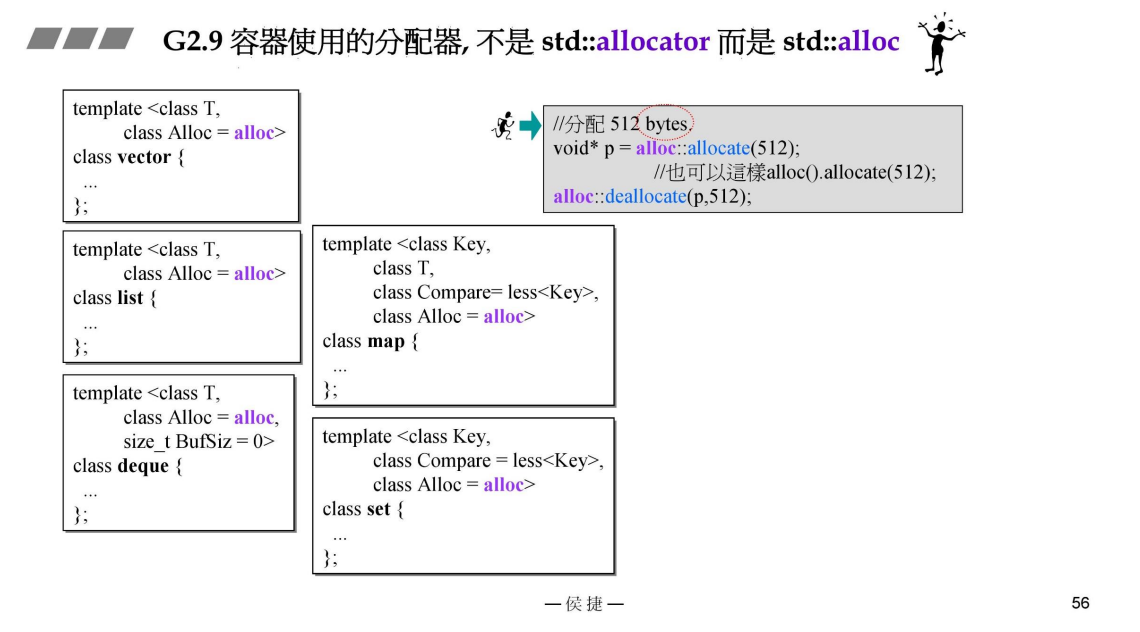 G2.9 容器使用的分配器, 不是 std::allocator 而是 std::alloc
template <class T,
class Alloc = alloc>
class vector {
...
};
template <class T,
class Alloc = alloc>
class list {
...
};
template <class T,
class Alloc = alloc,
size_t BufSiz = 0>
class deque {
...
};
//分配 512 bytes.
void* p = alloc::allocate(512);
//也可以這樣alloc().allocate(512);
alloc::deallocate(p,512);
template <class Key,
class T,
class Compare= less<Key>,
class Alloc = alloc>
class map {
...
};
template <class Key,
class Compare = less<Key>,
class Alloc = alloc>
class set {
...
};
— 侯 捷 —
56